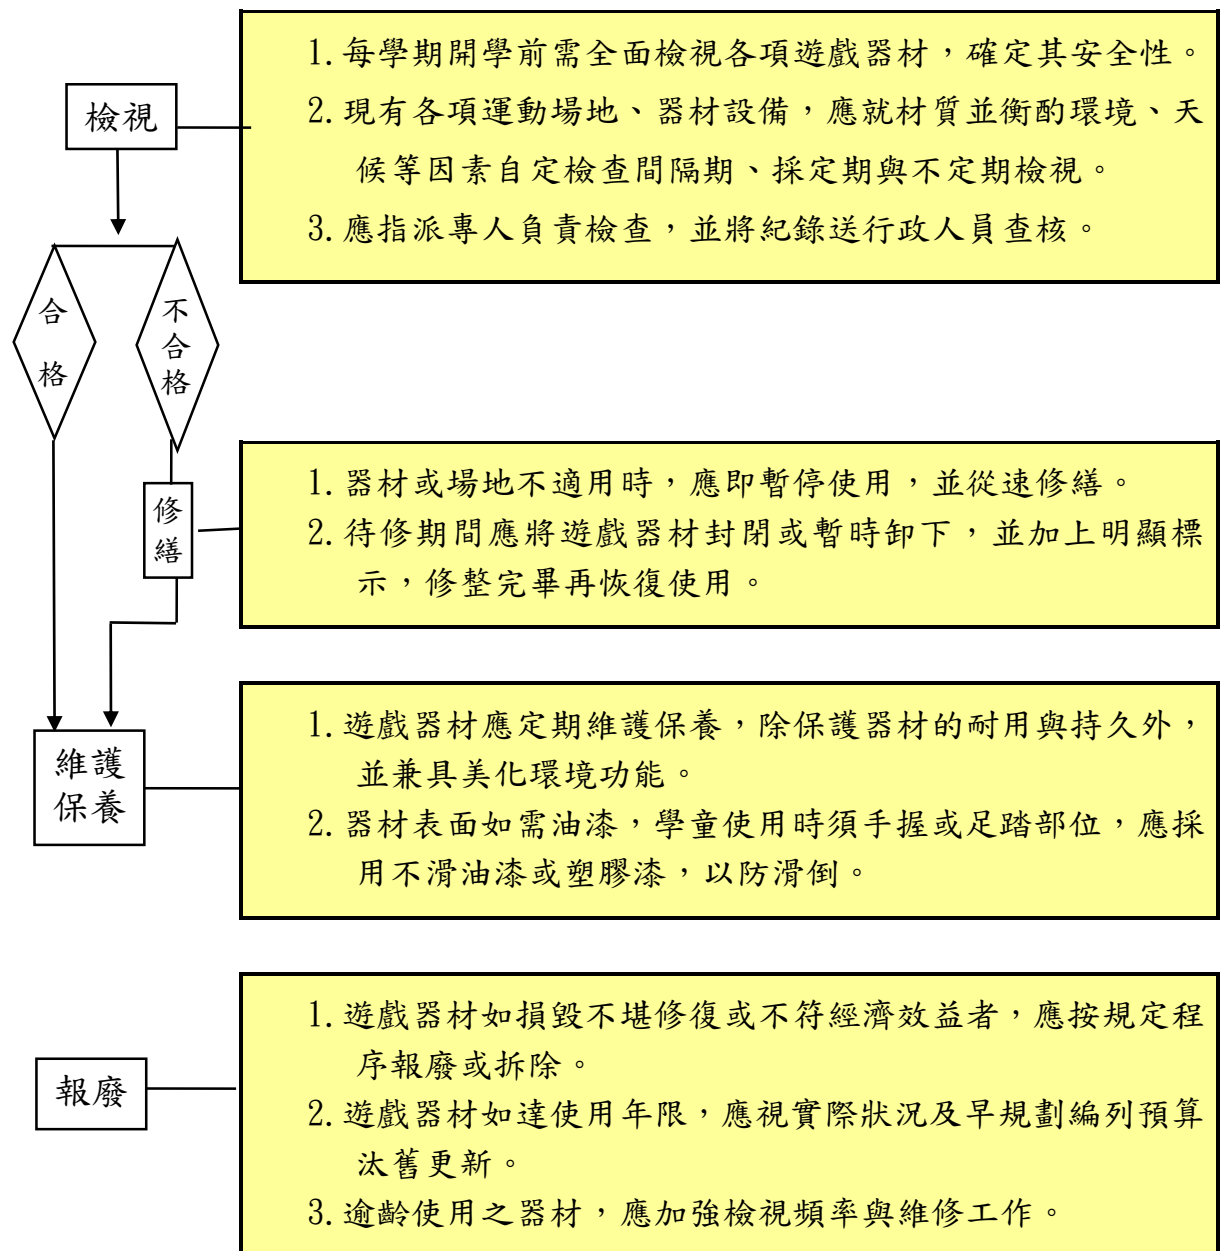 檢視
1.每學期開學前需全面檢視各項遊戲器材，確定其安全性。
2.現有各項運動場地、器材設備，應就材質並衡酌環境、天
候等因素自定檢查間隔期、採定期與不定期檢視。
3.應指派專人負責檢查，並將紀錄送行政人員查核。
合格
不合格
修繕
1.器材或場地不適用時，應即暫停使用，並從速修繕。
2.待修期間應將遊戲器材封閉或暫時卸下，並加上明顯標
示，修整完畢再恢復使用。
維護
保養
1.遊戲器材應定期維護保養，除保護器材的耐用與持久外，
並兼具美化環境功能。
2.器材表面如需油漆，學童使用時須手握或足踏部位，應採
用不滑油漆或塑膠漆，以防滑倒。
報廢
1.遊戲器材如損毀不堪修復或不符經濟效益者，應按規定程
序報廢或拆除。
2.遊戲器材如達使用年限，應視實際狀況及早規劃編列預算
汰舊更新。
3.逾齡使用之器材，應加強檢視頻率與維修工作。